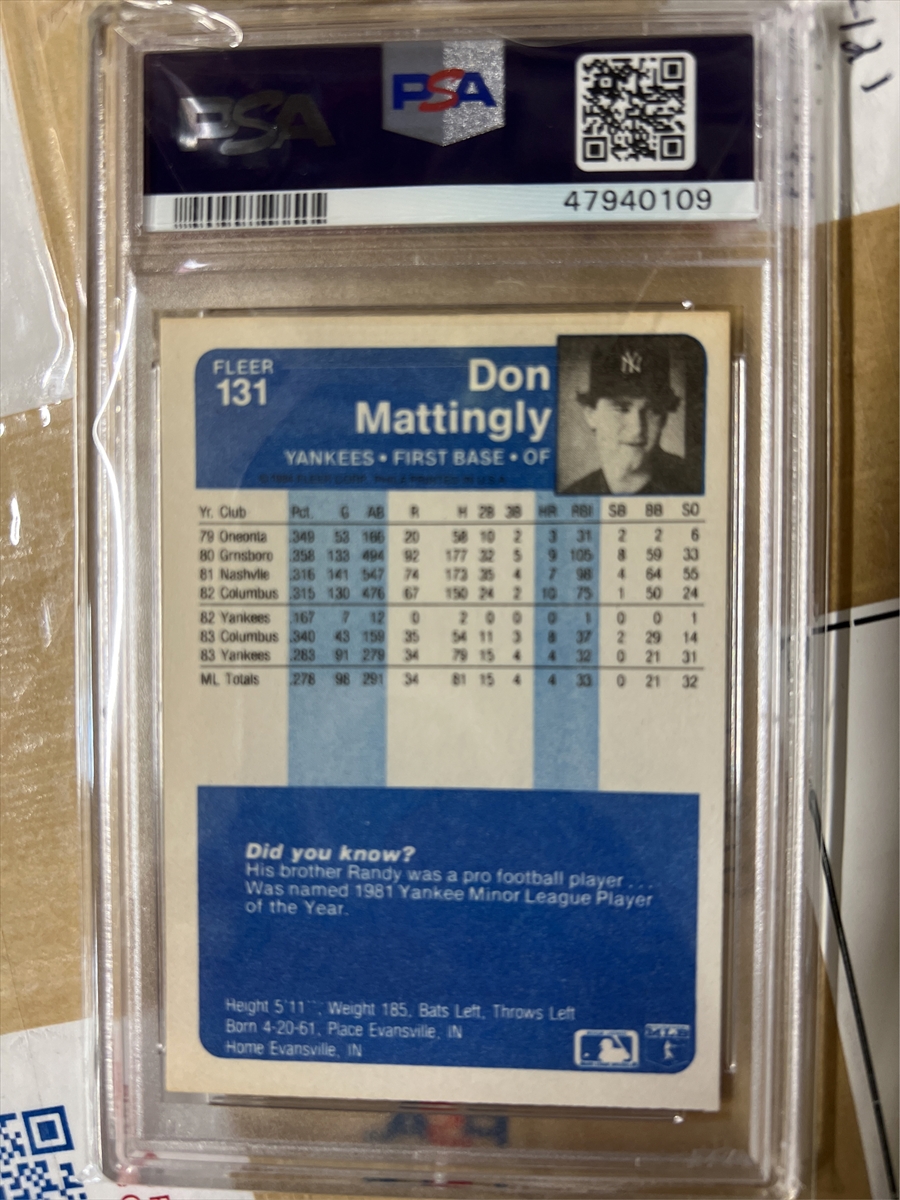 PSA
PSA
47940109
FLEER
131
Don
Mattingly
YANKEES • FIRST BASE • OF
Yr. Club Pct. G AB R H 2B 3B HR RBI SB BB SO
79 Oneonta .349 53 166 20 58 10 2 3 31 2 2 6
80 Grnsboro .358 133 494 92 177 32 5 9 105 8 59 33
81 Nashvlle .316 141 547 74 173 35 4 7 98 4 64 55
82 Columbus .315 130 476 67 150 24 2 10 75 1 50 24
82 Yankees .167 7 12 0 2 0 0 0 1 0 0 1
83 Columbus .340 43 159 35 54 11 3 8 37 2 29 14
83 Yankees .283 91 279 34 79 15 4 4 32 0 21 31
ML Totals .278 98 291 34 81 15 4 4 33 0 21 32
Did you know?
His brother Randy was a pro football player . . . .
Was named 1981 Yankee Minor League Player
of the Year.
Height 5'11", Weight 185, Bats Left, Throws Left
Born 4-20-61, Place Evansville, IN
Home Evansville, IN